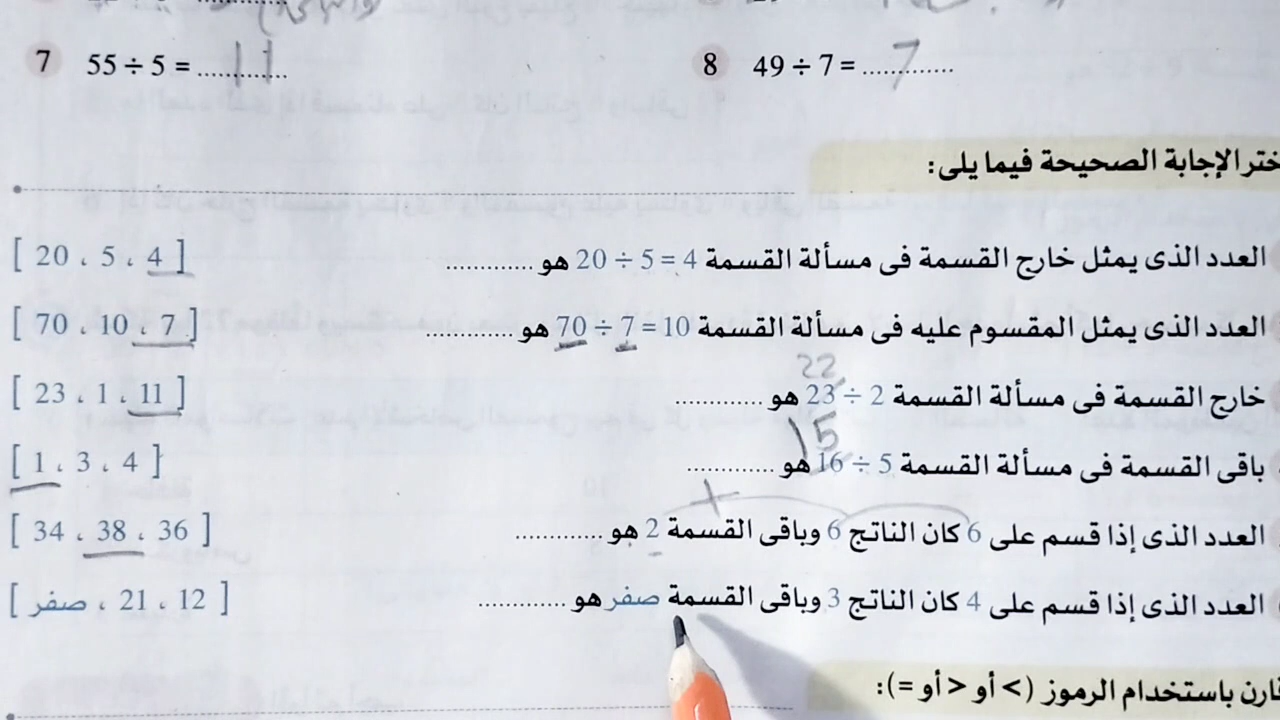 7 55 ÷ 5 = ............ 11
8 49 ÷ 7 = ............ 7
ختر الإجابة الصحيحة فيما يلى:
العدد الذى يمثل خارج القسمة فى مسألة القسمة 20 ÷ 5 = 4 هو ............ [ 20 ، 5 ، 4 ]
العدد الذى يمثل المقسوم عليه فى مسألة القسمة 70 ÷ 7 = 10 هو ............ [ 70 ، 10 ، 7 ]
22
خارج القسمة فى مسألة القسمة 23 ÷ 2 هو ............ [ 23 ، 1 ، 11 ]
15
باقى القسمة فى مسألة القسمة 16 ÷ 5 هو ............ [ 1 ، 3 ، 4 ]
+
العدد الذى إذا قسم على 6 كان الناتج 6 وباقى القسمة 2 هو ............ [ 34 ، 38 ، 36 ]
العدد الذى إذا قسم على 4 كان الناتج 3 وباقى القسمة صفر هو ............ [ صفر ، 21 ، 12 ]
قارن باستخدام الرموز (> أو < أو =):